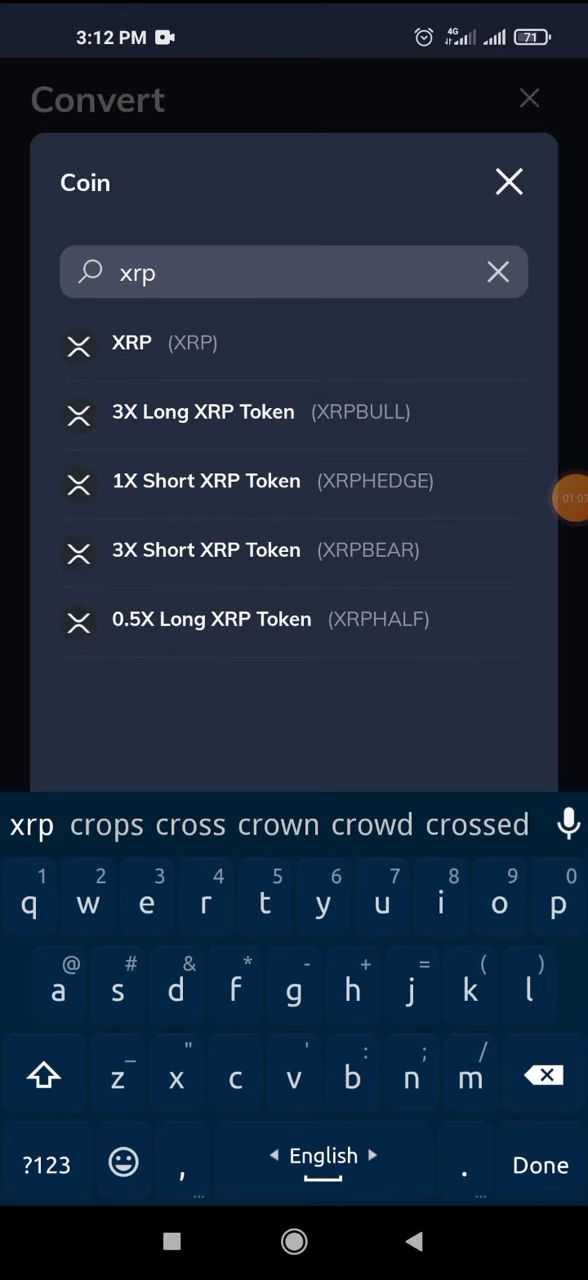 3:12 PM 4G 71
Convert
Coin
xrp
XRP (XRP)
3X Long XRP Token (XRPBULL)
1X Short XRP Token (XRPHEDGE)
01:07
3X Short XRP Token (XRPBEAR)
0.5X Long XRP Token (XRPHALF)
xrp crops cross crown crowd crossed
1 2 3 4 5 6 7 8 9 0
q w e r t y u i o p
@ # & * - + = ( )
a s d f g h j k l
_ " ' : ; /
z x c v b n m
?123 , English . Done
... ...